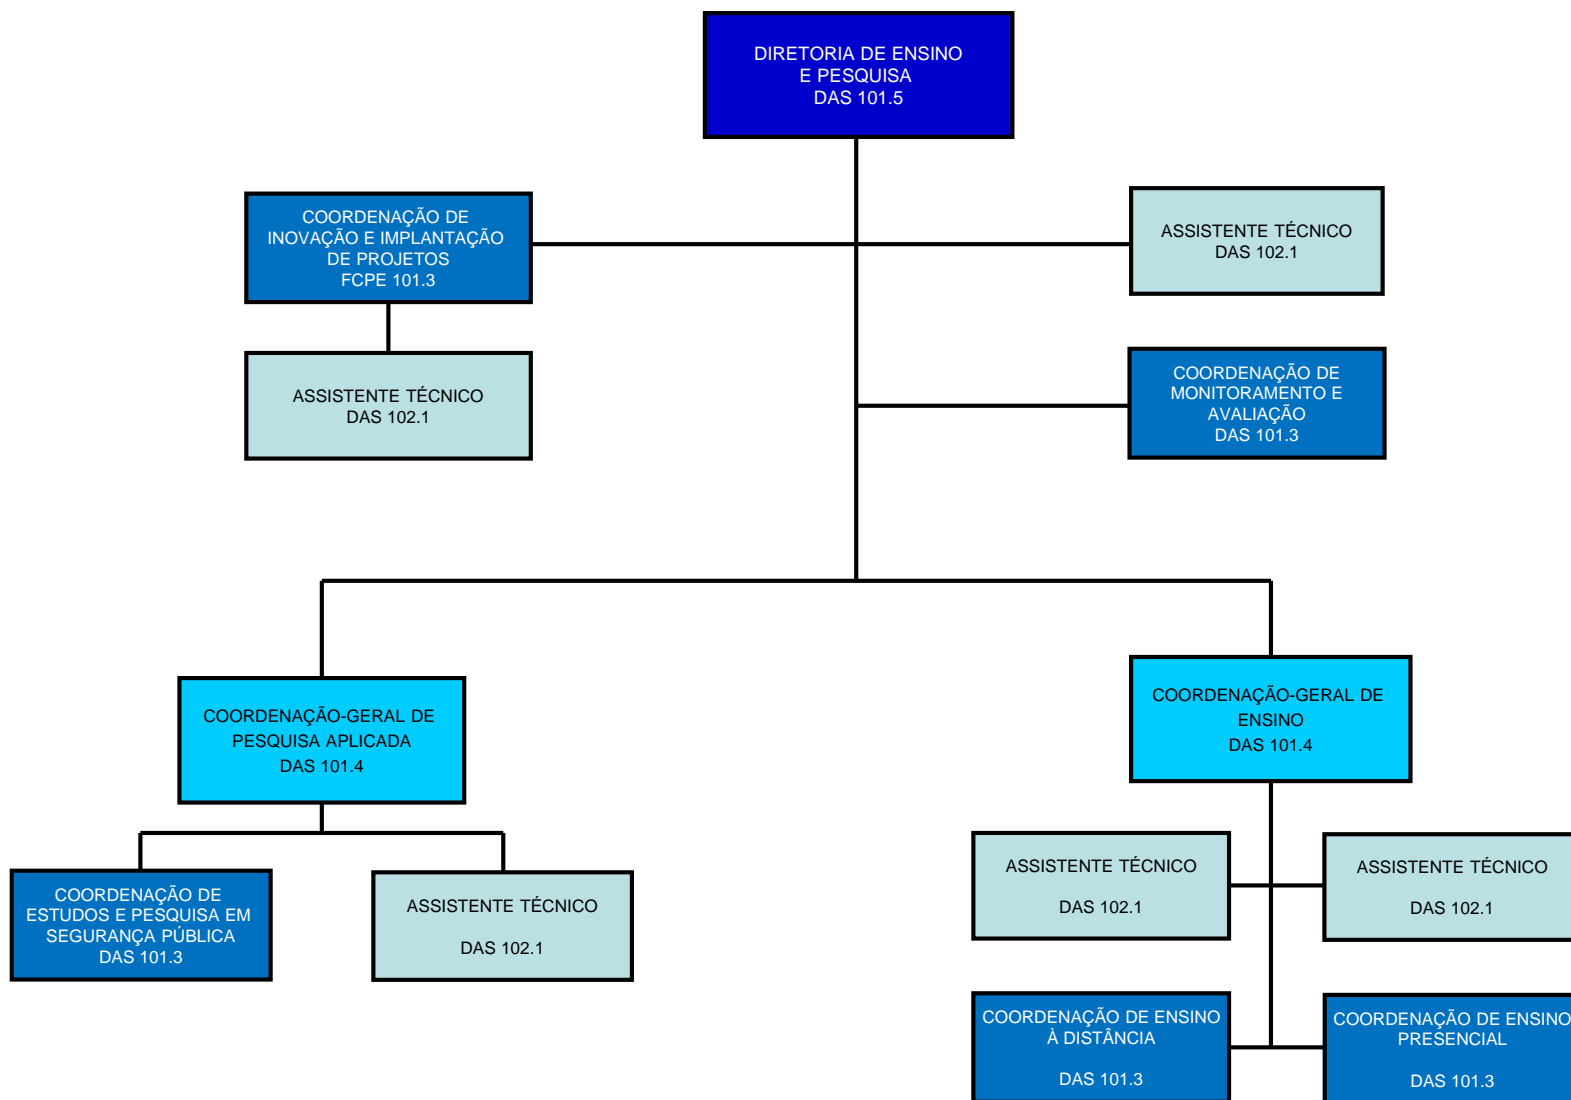 DIRETORIA DE ENSINO
E PESQUISA
DAS 101.5
COORDENAÇÃO DE
INOVAÇÃO E IMPLANTAÇÃO
DE PROJETOS
FCPE 101.3
ASSISTENTE TÉCNICO
DAS 102.1
ASSISTENTE TÉCNICO
DAS 102.1
COORDENAÇÃO DE
MONITORAMENTO E
AVALIAÇÃO
DAS 101.3
COORDENAÇÃO-GERAL DE
PESQUISA APLICADA
DAS 101.4
COORDENAÇÃO-GERAL DE
ENSINO
DAS 101.4
COORDENAÇÃO DE
ESTUDOS E PESQUISA EM
SEGURANÇA PÚBLICA
DAS 101.3
ASSISTENTE TÉCNICO
DAS 102.1
ASSISTENTE TÉCNICO
DAS 102.1
ASSISTENTE TÉCNICO
DAS 102.1
COORDENAÇÃO DE ENSINO
À DISTÂNCIA
DAS 101.3
COORDENAÇÃO DE ENSINO
PRESENCIAL
DAS 101.3